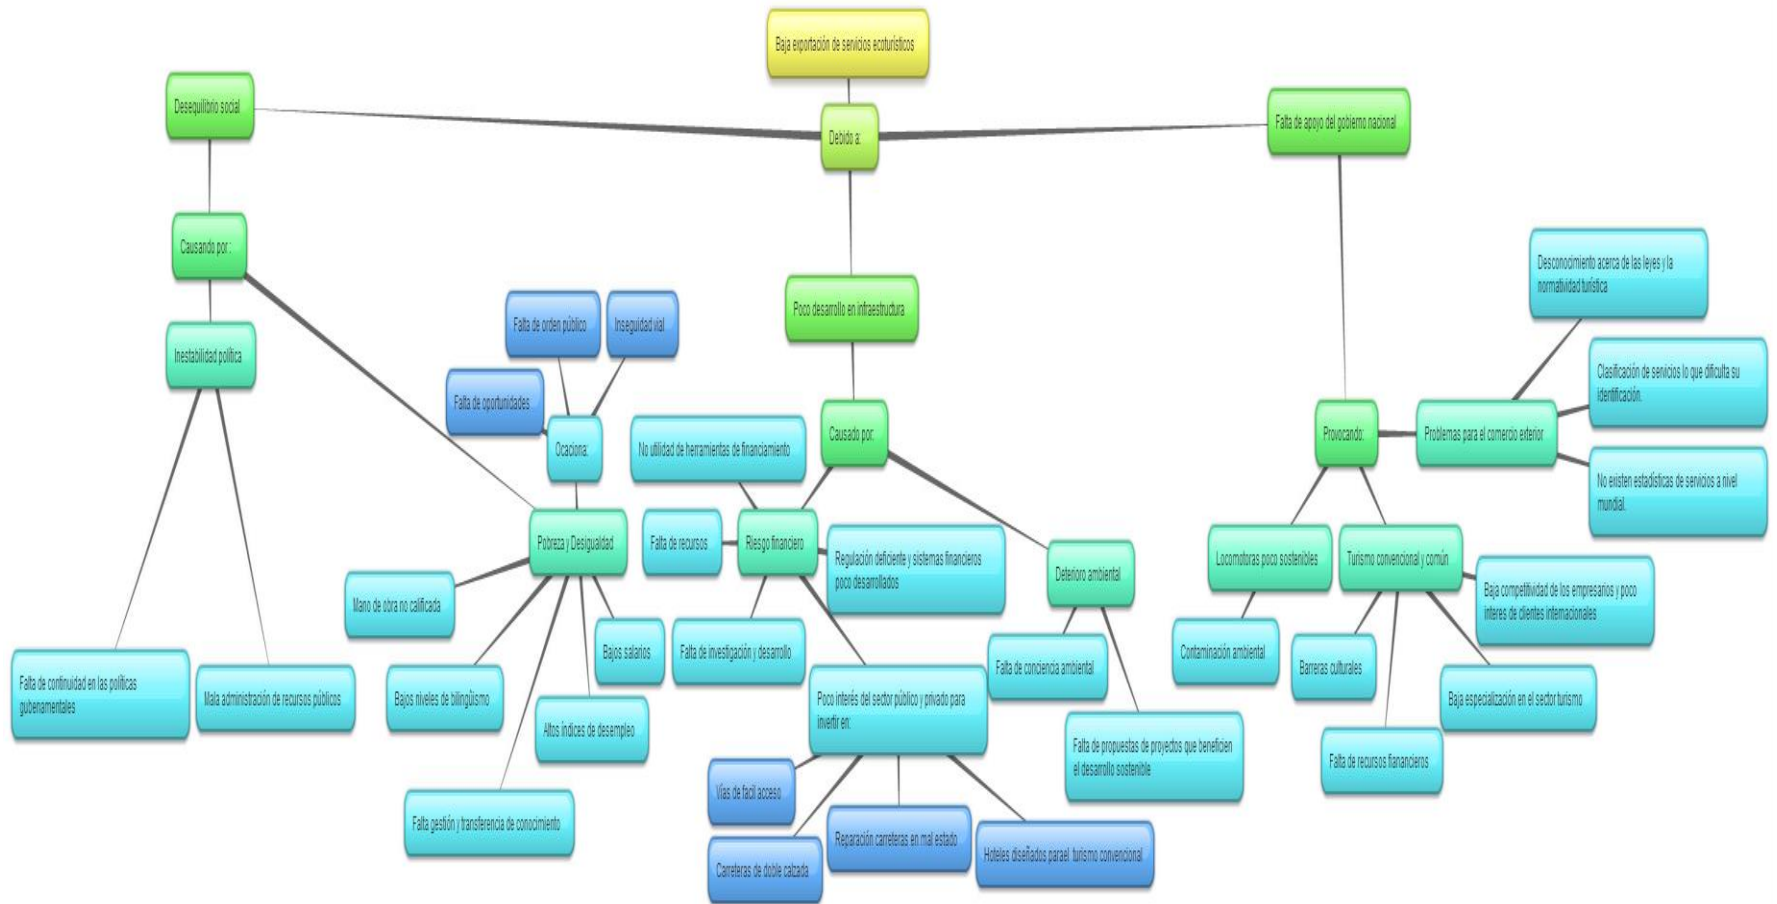 Baja exportación de servicios ecoturísticos
Desequilibrio social
Debido a:
Falta de apoyo del gobierno nacional
Causando por :
Inestabilidad política
Falta de continuidad en las políticas
gubenamentales
Mala administración de recursos públicos
Falta de orden público
Inseguidad vial
Falta de oportunidades
Ocaciona:
Pobreza y Desigualdad
Mano de obra no calificada
Bajos niveles de bilingüismo
Falta gestión y transferencia de conocimiento
Altos índices de desempleo
Bajos salarios
Poco desarrollo en infraestructura
Causado por:
No utilidad de herramientas de financiamiento
Falta de recursos
Riesgo financiero
Regulación deficiente y sistemas financieros
poco desarrollados
Falta de investigación y desarrollo
Poco interés del sector público y privado para
invertir en:
Vías de facil acceso
Carreteras de doble calzada
Reparación carreteras en mal estado
Hoteles diseñados parael turismo convencional
Deterioro ambiental
Falta de conciencia ambiental
Falta de propuestas de proyectos que beneficien
el desarrollo sostenible
Provocando:
Problemas para el comercio exterior
Desconocimiento acerca de las leyes y la
normatividad turística
Clasificación de servicios lo que dificulta su
identificación.
No existen estadísticas de servicios a nivel
mundial.
Locomotoras poco sostenibles
Contaminación ambiental
Turismo convencional y común
Barreras culturales
Falta de recursos fianancieros
Baja especialización en el sector turismo
Baja competitividad de los empresarios y poco
interes de clientes internacionales